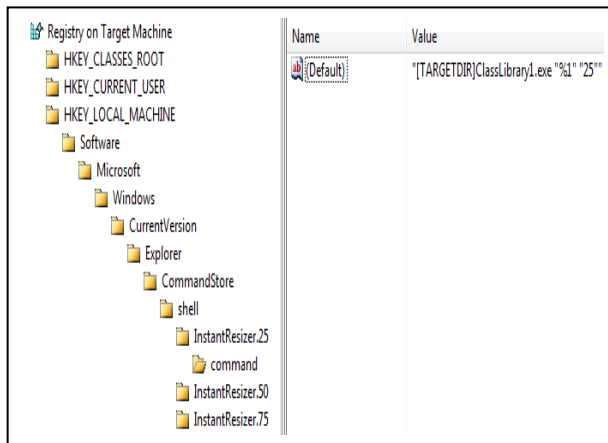 Registry on Target Machine
HKEY_CLASSES_ROOT
HKEY_CURRENT_USER
HKEY_LOCAL_MACHINE
Software
Microsoft
Windows
CurrentVersion
Explorer
CommandStore
shell
InstantResizer.25
command
InstantResizer.50
InstantResizer.75
Name Value
ab (Default) "[TARGETDIR]ClassLibrary1.exe "%1" "25""